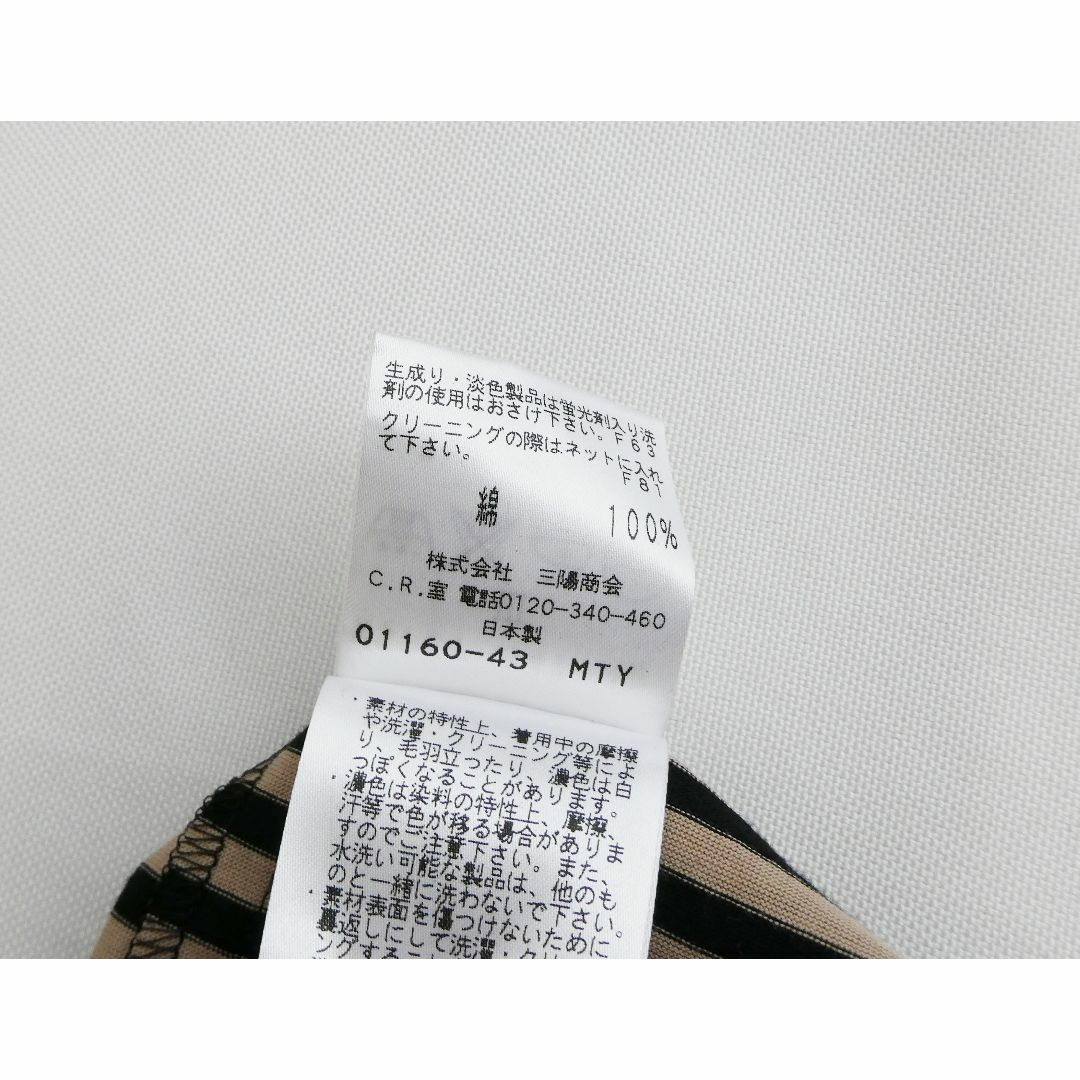 生成り・淡色製品は蛍光剤入り洗
剤の使用はおさけ下さい。F63
クリーニングの際はネットに入れ
て下さい。 F81
綿 100%
株式会社 三陽商会
C.R.室 電話0120-340-460
日本製
01160-43 MTY
・素材の特性上、着用中の摩擦
や洗濯・クリーニング等によ
り、毛羽立ったり、濃色は白
っぽくなることがあります。
・濃色は染料の特性上、摩擦、
汗等で色が移る場合がありま
すのでご注意下さい。また、
水洗い可能な製品は、他のも
のと一緒に洗わないで下さい。
・素材表面を傷つけないために
裏返しにして洗濯・クリ
ングするこ